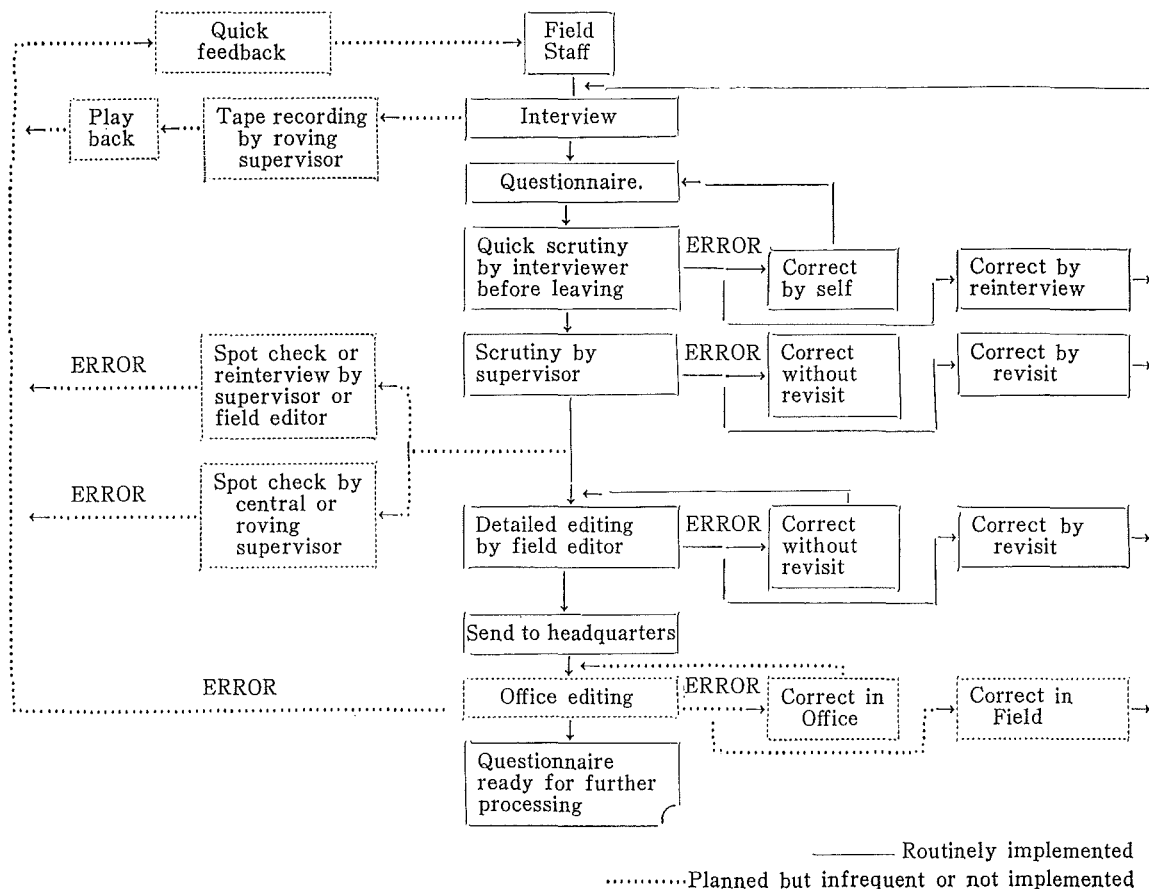 Quick
feedback
Field
Staff
Play
back
Tape recording
by roving
supervisor
Interview
Questionnaire.
Quick scrutiny
by interviewer
before leaving
ERROR
Correct
by self
Correct by
reinterview
ERROR
Spot check or
reinterview by
supervisor or
field editor
Scrutiny by
supervisor
ERROR
Correct
without
revisit
Correct by
revisit
ERROR
Spot check by
central or
roving
supervisor
Detailed editing
by field editor
ERROR
Correct
without
revisit
Correct by
revisit
Send to headquarters
ERROR
Office editing
ERROR
Correct in
Office
Correct in
Field
Questionnaire
ready for further
processing
Routinely implemented
Planned but infrequent or not implemented